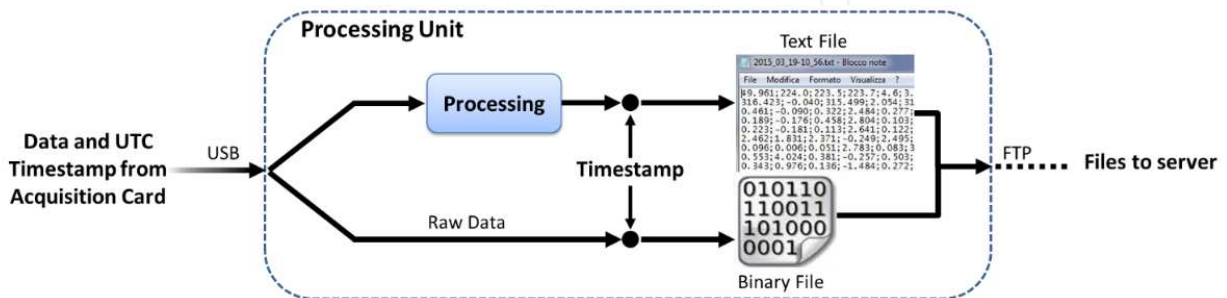 Processing Unit
Text File
2015_03_19-10_56.txt - Blocco note
File Modifica Formato Visualizza ?
49.961;224.0;223.5;223.7;4.6;3.
316.423;-0.040;315.499;2.054;31
0.461;-0.090;0.322;2.484;0.277;
0.189;-0.176;0.458;2.804;0.103;
0.223;-0.181;0.113;2.641;0.122;
2.462;1.831;2.371;-0.249;2.495;
0.096;0.006;0.051;2.783;0.083;3
0.553;4.024;0.381;-0.257;0.503;
0.343;0.976;0.136;-1.484;0.272;
Processing
Data and UTC
Timestamp from
Acquisition Card
USB
Timestamp
FTP
Files to server
Raw Data
010110
110011
101000
0001
Binary File